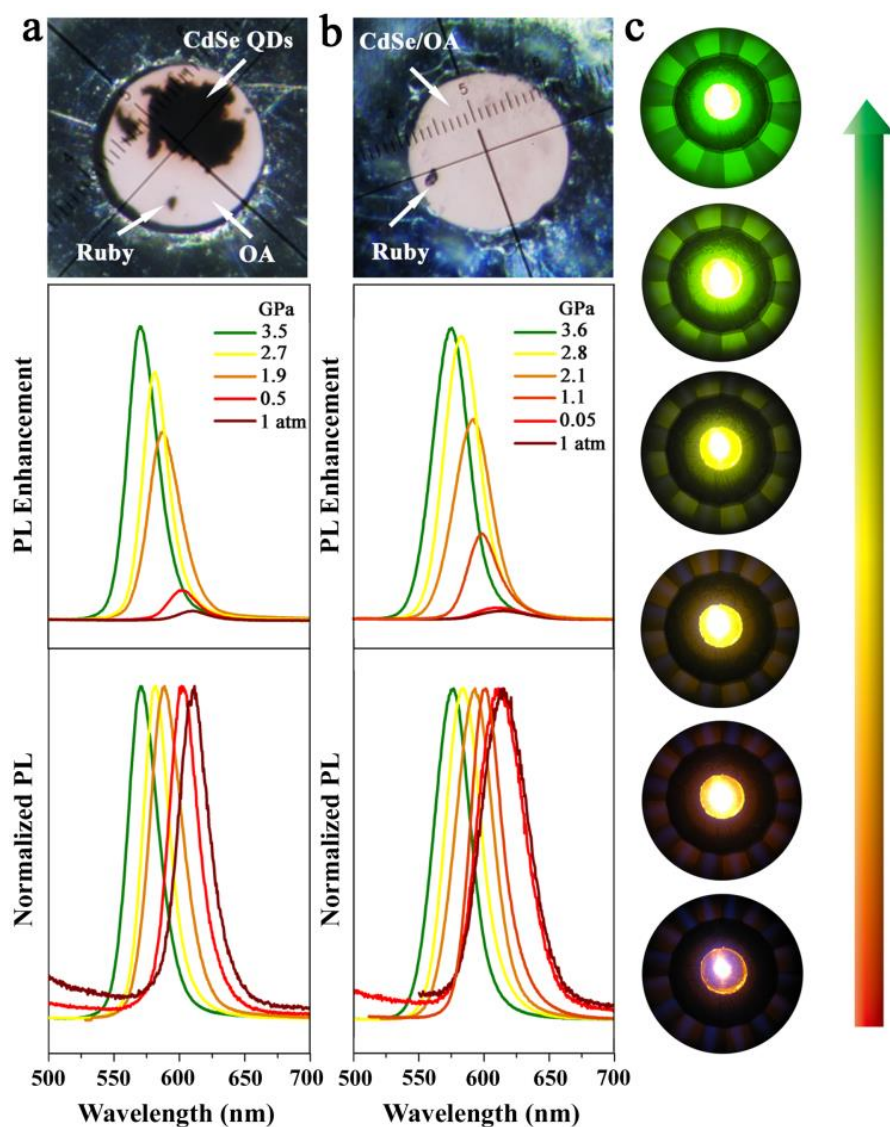 a
CdSe QDs
Ruby
OA
b
CdSe/OA
5
Ruby
c
PL Enhancement
GPa
3.5
2.7
1.9
0.5
1 atm
PL Enhancement
GPa
3.6
2.8
2.1
1.1
0.05
1 atm
Normalized PL
500 550 600 650 700
Wavelength (nm)
Normalized PL
500 550 600 650 700
Wavelength (nm)